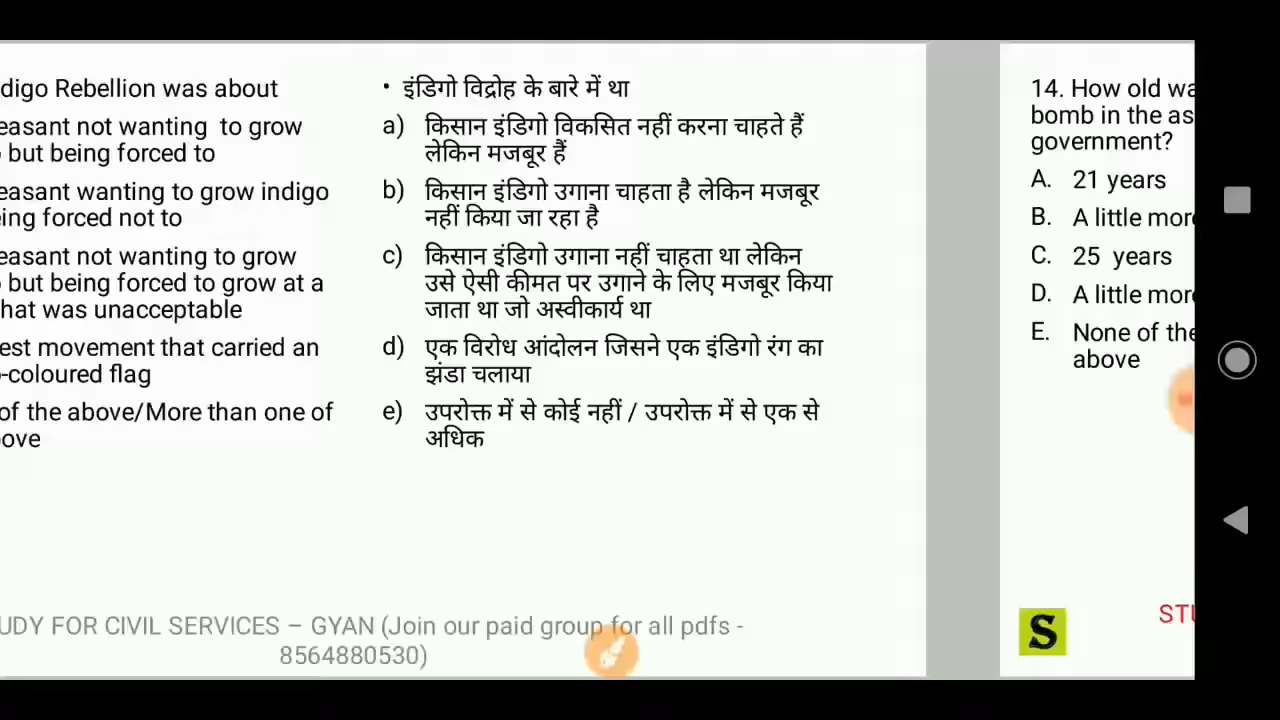 digo Rebellion was about
easant not wanting to grow
but being forced to
easant wanting to grow indigo
eing forced not to
easant not wanting to grow
but being forced to grow at a
hat was unacceptable
est movement that carried an
-coloured flag
of the above/More than one of
ove
• इंडिगो विद्रोह के बारे में था
a) किसान इंडिगो विकसित नहीं करना चाहते हैं
लेकिन मजबूर हैं
b) किसान इंडिगो उगाना चाहता है लेकिन मजबूर
नहीं किया जा रहा है
c) किसान इंडिगो उगाना नहीं चाहता था लेकिन
उसे ऐसी कीमत पर उगाने के लिए मजबूर किया
जाता था जो अस्वीकार्य था
d) एक विरोध आंदोलन जिसने एक इंडिगो रंग का
झंडा चलाया
e) उपरोक्त में से कोई नहीं / उपरोक्त में से एक से
अधिक
UDY FOR CIVIL SERVICES – GYAN (Join our paid group for all pdfs -
8564880530)
14. How old wa
bomb in the as
government?
A. 21 years
B. A little mor
C. 25 years
D. A little mor
E. None of the
above
S
STU